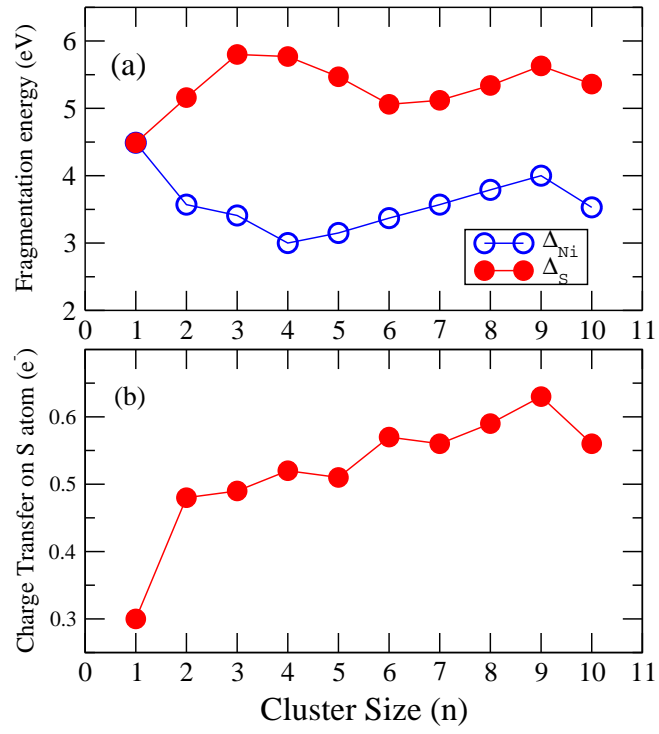 (a)
Fragmentation energy (eV)
6
5
4
3
2
Δ_Ni
Δ_S
0 1 2 3 4 5 6 7 8 9 10 11
(b)
Charge Transfer on S atom (e⁻)
0.6
0.5
0.4
0.3
0 1 2 3 4 5 6 7 8 9 10 11
Cluster Size (n)